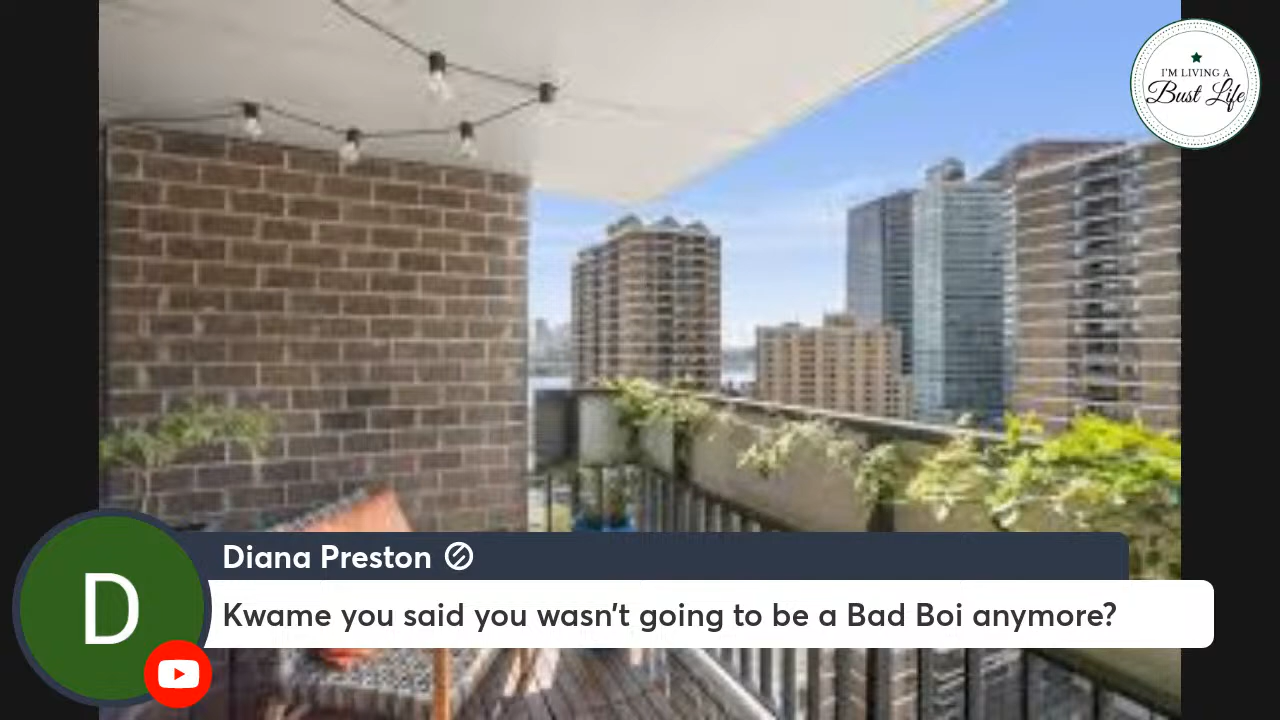 I'M LIVING A
Bust Life
Diana Preston
D
Kwame you said you wasn't going to be a Bad Boi anymore?